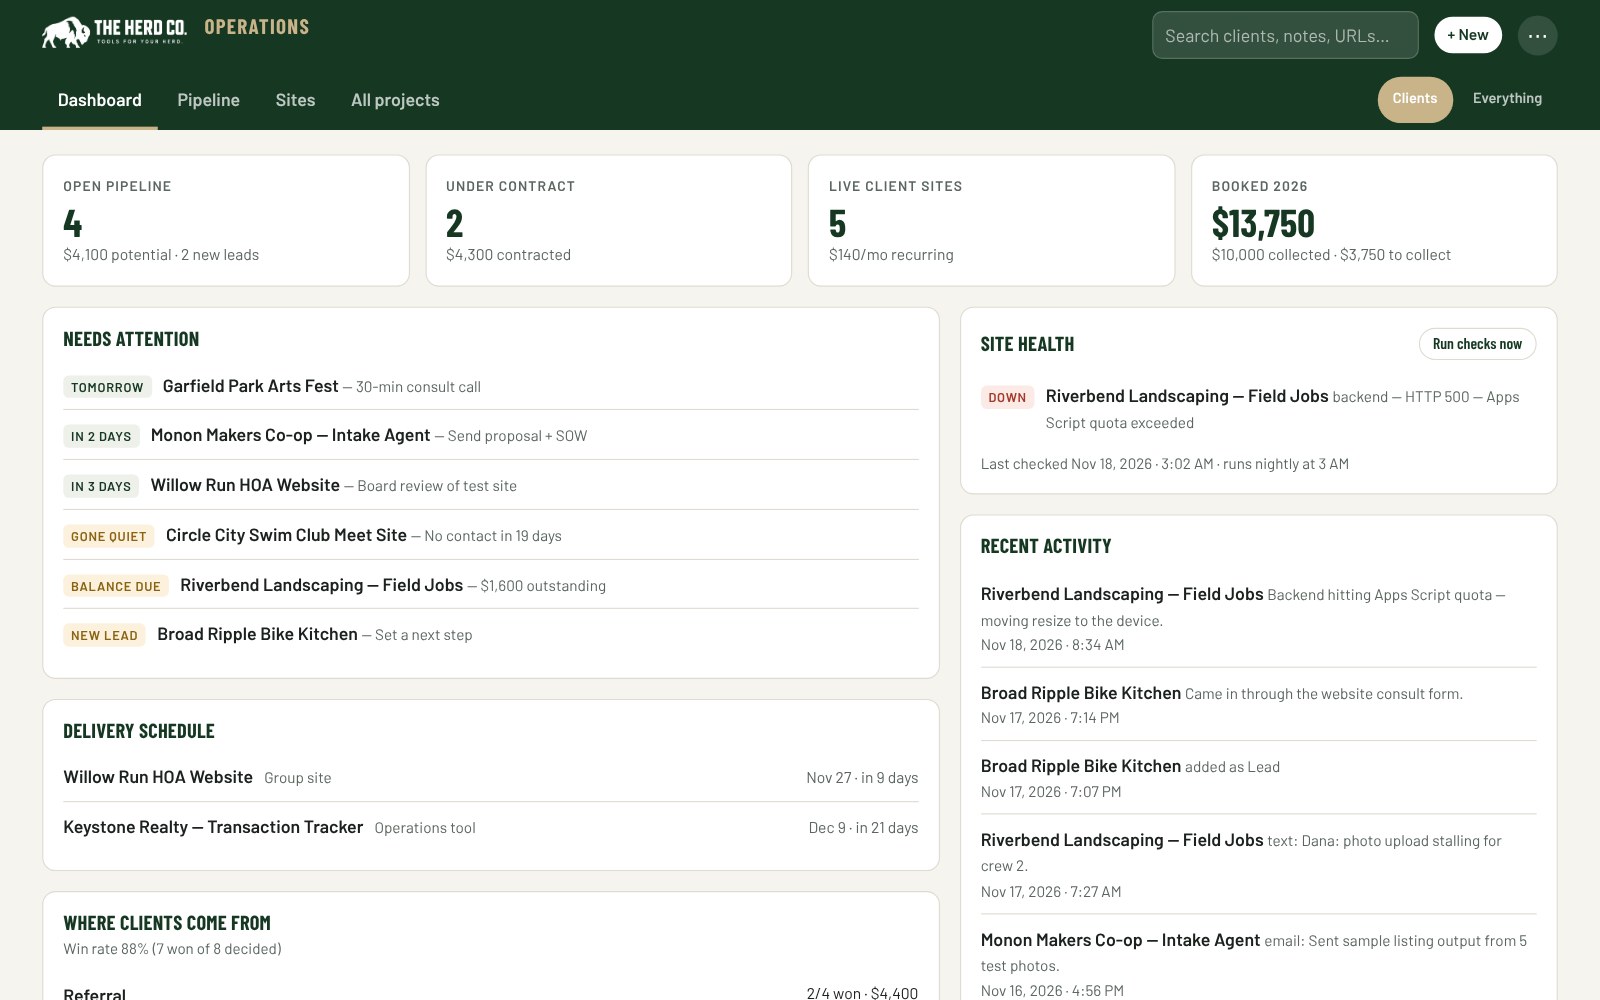 THE HERD CO.
TOOLS FOR YOUR HERD.
OPERATIONS
Search clients, notes, URLs...
+ New
...
Dashboard
Pipeline
Sites
All projects
Clients
Everything
OPEN PIPELINE
4
$4,100 potential · 2 new leads
UNDER CONTRACT
2
$4,300 contracted
LIVE CLIENT SITES
5
$140/mo recurring
BOOKED 2026
$13,750
$10,000 collected · $3,750 to collect
NEEDS ATTENTION
TOMORROW Garfield Park Arts Fest — 30-min consult call
IN 2 DAYS Monon Makers Co-op — Intake Agent — Send proposal + SOW
IN 3 DAYS Willow Run HOA Website — Board review of test site
GONE QUIET Circle City Swim Club Meet Site — No contact in 19 days
BALANCE DUE Riverbend Landscaping — Field Jobs — $1,600 outstanding
NEW LEAD Broad Ripple Bike Kitchen — Set a next step
DELIVERY SCHEDULE
Willow Run HOA Website Group site Nov 27 · in 9 days
Keystone Realty — Transaction Tracker Operations tool Dec 9 · in 21 days
WHERE CLIENTS COME FROM
Win rate 88% (7 won of 8 decided)
Referral 2/4 won · $4,400
SITE HEALTH
Run checks now
DOWN Riverbend Landscaping — Field Jobs backend — HTTP 500 — Apps
Script quota exceeded
Last checked Nov 18, 2026 · 3:02 AM · runs nightly at 3 AM
RECENT ACTIVITY
Riverbend Landscaping — Field Jobs Backend hitting Apps Script quota —
moving resize to the device.
Nov 18, 2026 · 8:34 AM
Broad Ripple Bike Kitchen Came in through the website consult form.
Nov 17, 2026 · 7:14 PM
Broad Ripple Bike Kitchen added as Lead
Nov 17, 2026 · 7:07 PM
Riverbend Landscaping — Field Jobs text: Dana: photo upload stalling for
crew 2.
Nov 17, 2026 · 7:27 AM
Monon Makers Co-op — Intake Agent email: Sent sample listing output from 5
test photos.
Nov 16, 2026 · 4:56 PM